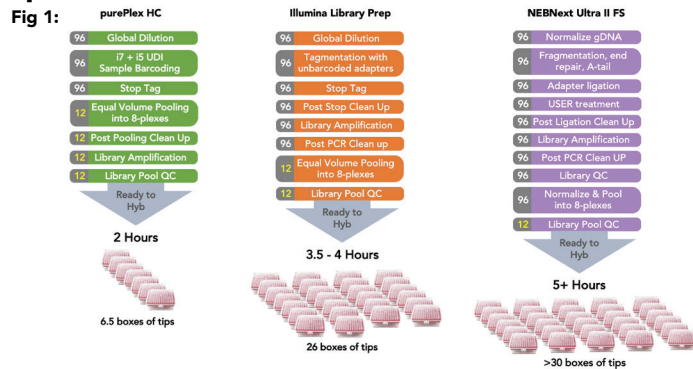 Fig 1:
purePlex HC
96 Global Dilution
96 i7 + i5 UDI
Sample Barcoding
96 Stop Tag
12 Equal Volume Pooling
into 8-plexes
12 Post Pooling Clean Up
12 Library Amplification
12 Library Pool QC
Ready to
Hyb
2 Hours
6.5 boxes of tips
Illumina Library Prep
96 Global Dilution
96 Tagmentation with
unbarcoded adapters
96 Stop Tag
96 Post Stop Clean Up
96 Library Amplification
96 Post PCR Clean up
12 Equal Volume Pooling
into 8-plexes
12 Library Pool QC
Ready to
Hyb
3.5 - 4 Hours
26 boxes of tips
NEBNext Ultra II FS
96 Normalize gDNA
96 Fragmentation, end
repair, A-tail
96 Adapter ligation
96 USER treatment
96 Post Ligation Clean Up
96 Library Amplification
96 Post PCR Clean UP
96 Library QC
96 Normalize & Pool
into 8-plexes
12 Library Pool QC
Ready to
Hyb
5+ Hours
>30 boxes of tips